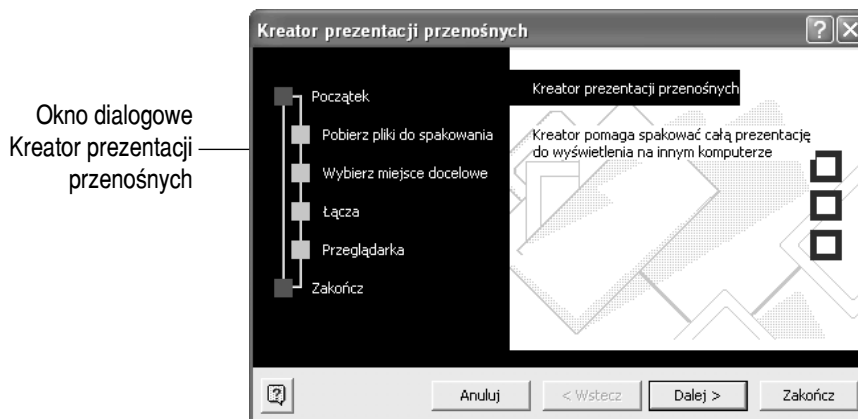 Okno dialogowe
Kreator prezentacji
przenośnych
Kreator prezentacji przenośnych
Początek
Pobierz pliki do spakowania
Wybierz miejsce docelowe
Łącza
Przeglądarka
Zakończ
Kreator prezentacji przenośnych
Kreator pomaga spakować całą prezentację
do wyświetlenia na innym komputerze
Anuluj
< Wstecz
Dalej >
Zakończ